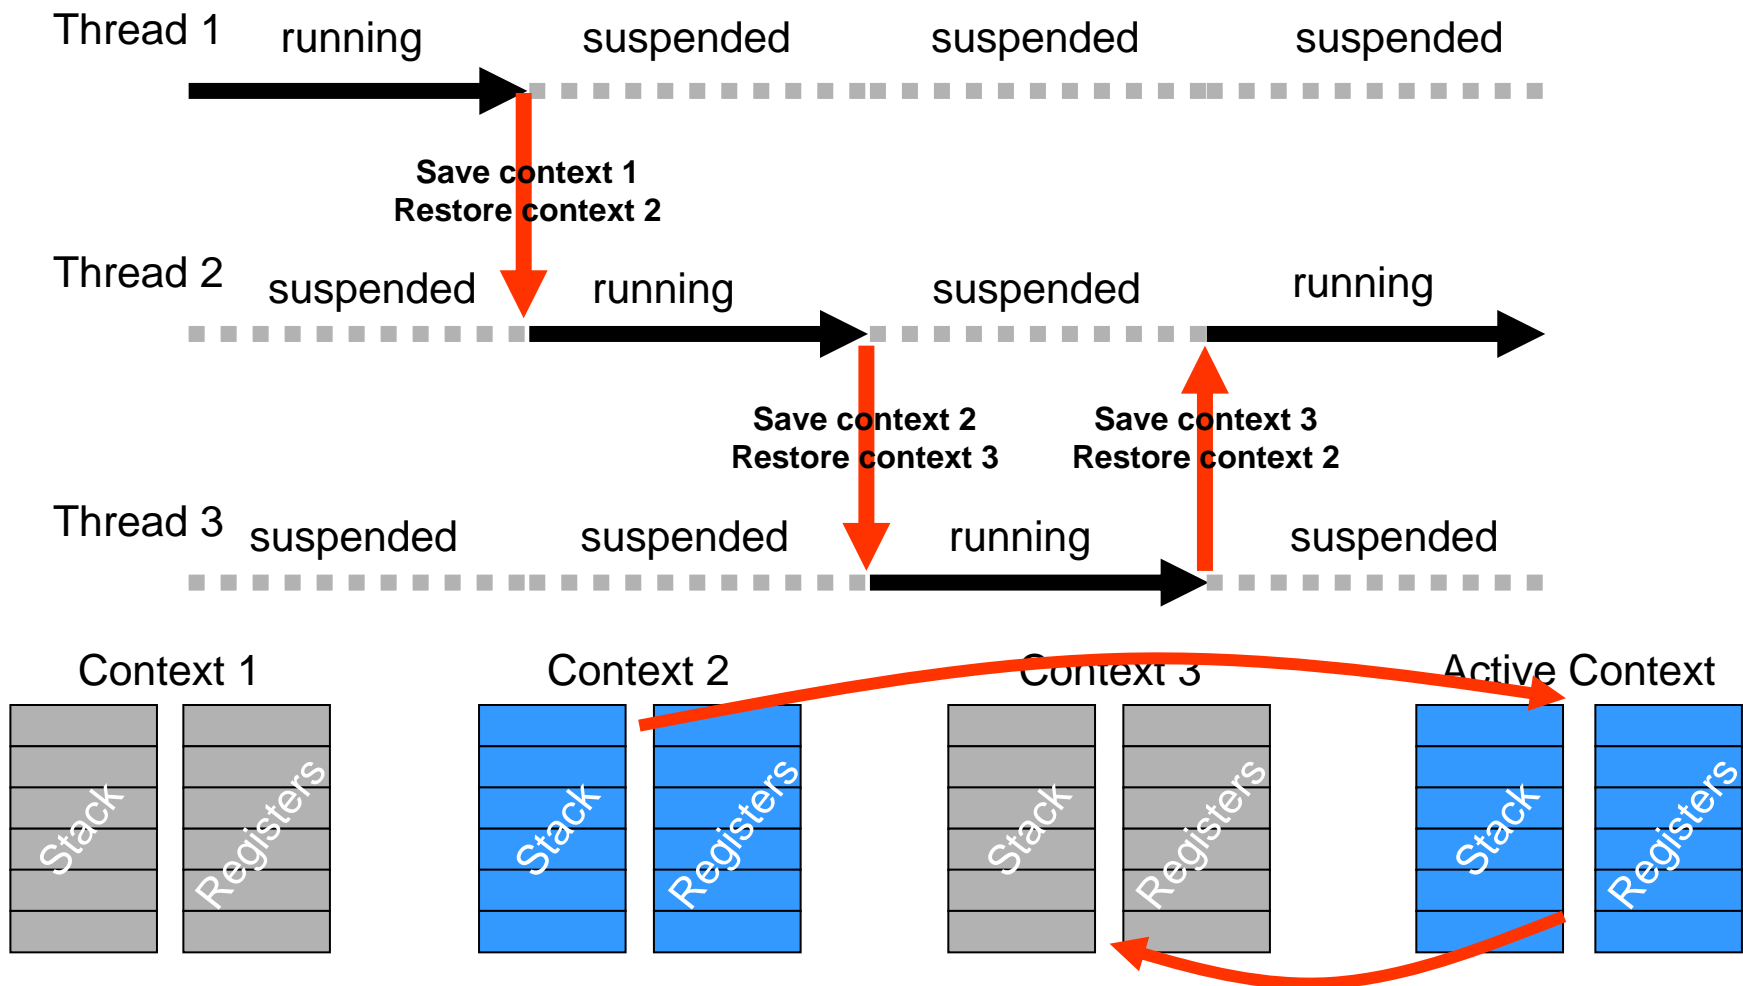 Thread 1
running
suspended
suspended
suspended
Save context 1
Restore context 2
Thread 2
suspended
running
suspended
running
Save context 2
Restore context 3
Save context 3
Restore context 2
Thread 3
suspended
suspended
running
suspended
Context 1
Context 2
Context 3
Active Context
Stack
Registers
Stack
Registers
Stack
Registers
Stack
Registers